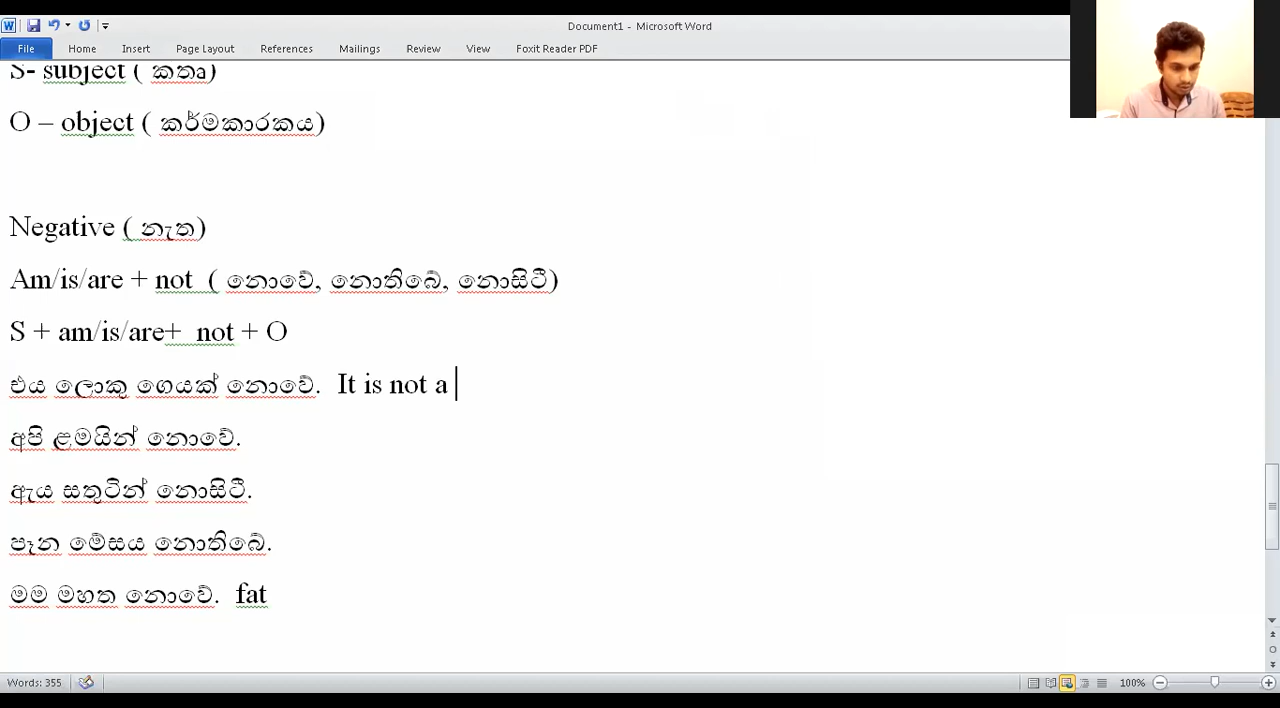 Document1 - Microsoft Word
File Home Insert Page Layout References Mailings Review View Foxit Reader PDF
S- subject ( කතෘ)
O – object ( කර්මකාරකය)
Negative ( නැත)
Am/is/are + not ( නොවේ, නොතිබේ, නොසිටී)
S + am/is/are+ not + O
එය ලොකු ගෙයක් නොවේ. It is not a
අපි ළමයින් නොවේ.
ඇය සතුටින් නොසිටී.
පෑන මේසය නොතිබේ.
මම මහත නොවේ. fat
Words: 355 100%